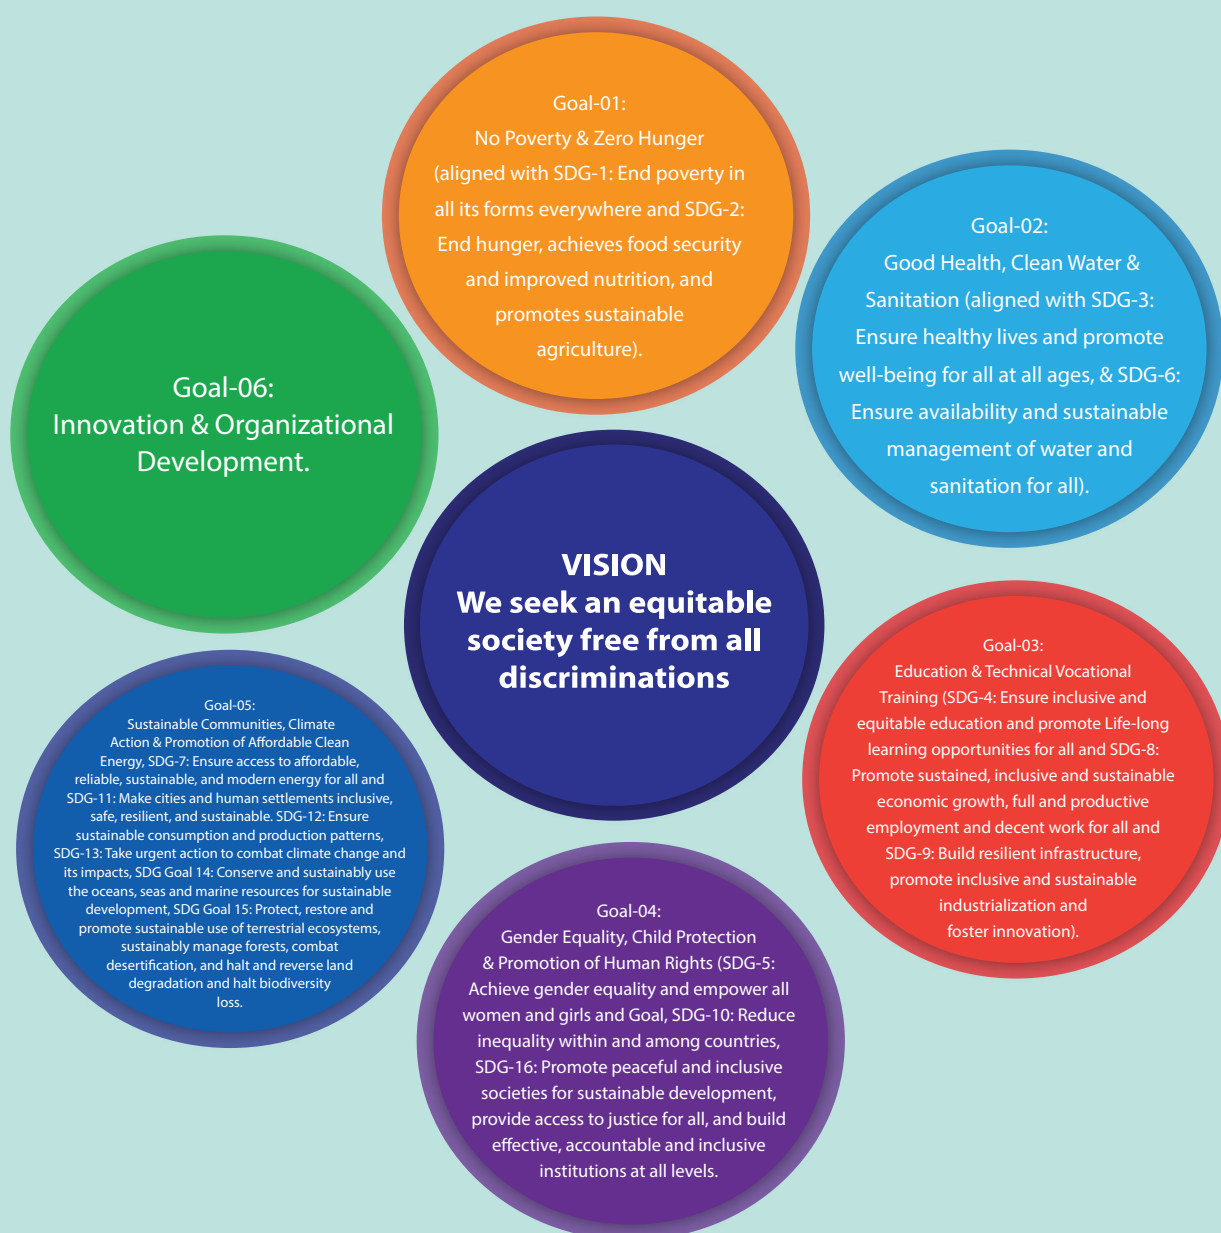 Goal-01:
No Poverty & Zero Hunger
(aligned with SDG-1: End poverty in
all its forms everywhere and SDG-2:
End hunger, achieves food security
and improved nutrition, and
promotes sustainable
agriculture).
Goal-02:
Good Health, Clean Water &
Sanitation (aligned with SDG-3:
Ensure healthy lives and promote
well-being for all at all ages, & SDG-6:
Ensure availability and sustainable
management of water and
sanitation for all).
Goal-06:
Innovation & Organizational
Development.
VISION
We seek an equitable
society free from all
discriminations
Goal-03:
Education & Technical Vocational
Training (SDG-4: Ensure inclusive and
equitable education and promote Life-long
learning opportunities for all and SDG-8:
Promote sustained, inclusive and sustainable
economic growth, full and productive
employment and decent work for all and
SDG-9: Build resilient infrastructure,
promote inclusive and sustainable
industrialization and
foster innovation).
Goal-05:
Sustainable Communities, Climate
Action & Promotion of Affordable Clean
Energy, SDG-7: Ensure access to affordable,
reliable, sustainable, and modern energy for all and
SDG-11: Make cities and human settlements inclusive,
safe, resilient, and sustainable. SDG-12: Ensure
sustainable consumption and production patterns,
SDG-13: Take urgent action to combat climate change and
its impacts, SDG Goal 14: Conserve and sustainably use
the oceans, seas and marine resources for sustainable
development, SDG Goal 15: Protect, restore and
promote sustainable use of terrestrial ecosystems,
sustainably manage forests, combat
desertification, and halt and reverse land
degradation and halt biodiversity
loss.
Goal-04:
Gender Equality, Child Protection
& Promotion of Human Rights (SDG-5:
Achieve gender equality and empower all
women and girls and Goal, SDG-10: Reduce
inequality within and among countries,
SDG-16: Promote peaceful and inclusive
societies for sustainable development,
provide access to justice for all, and build
effective, accountable and inclusive
institutions at all levels.